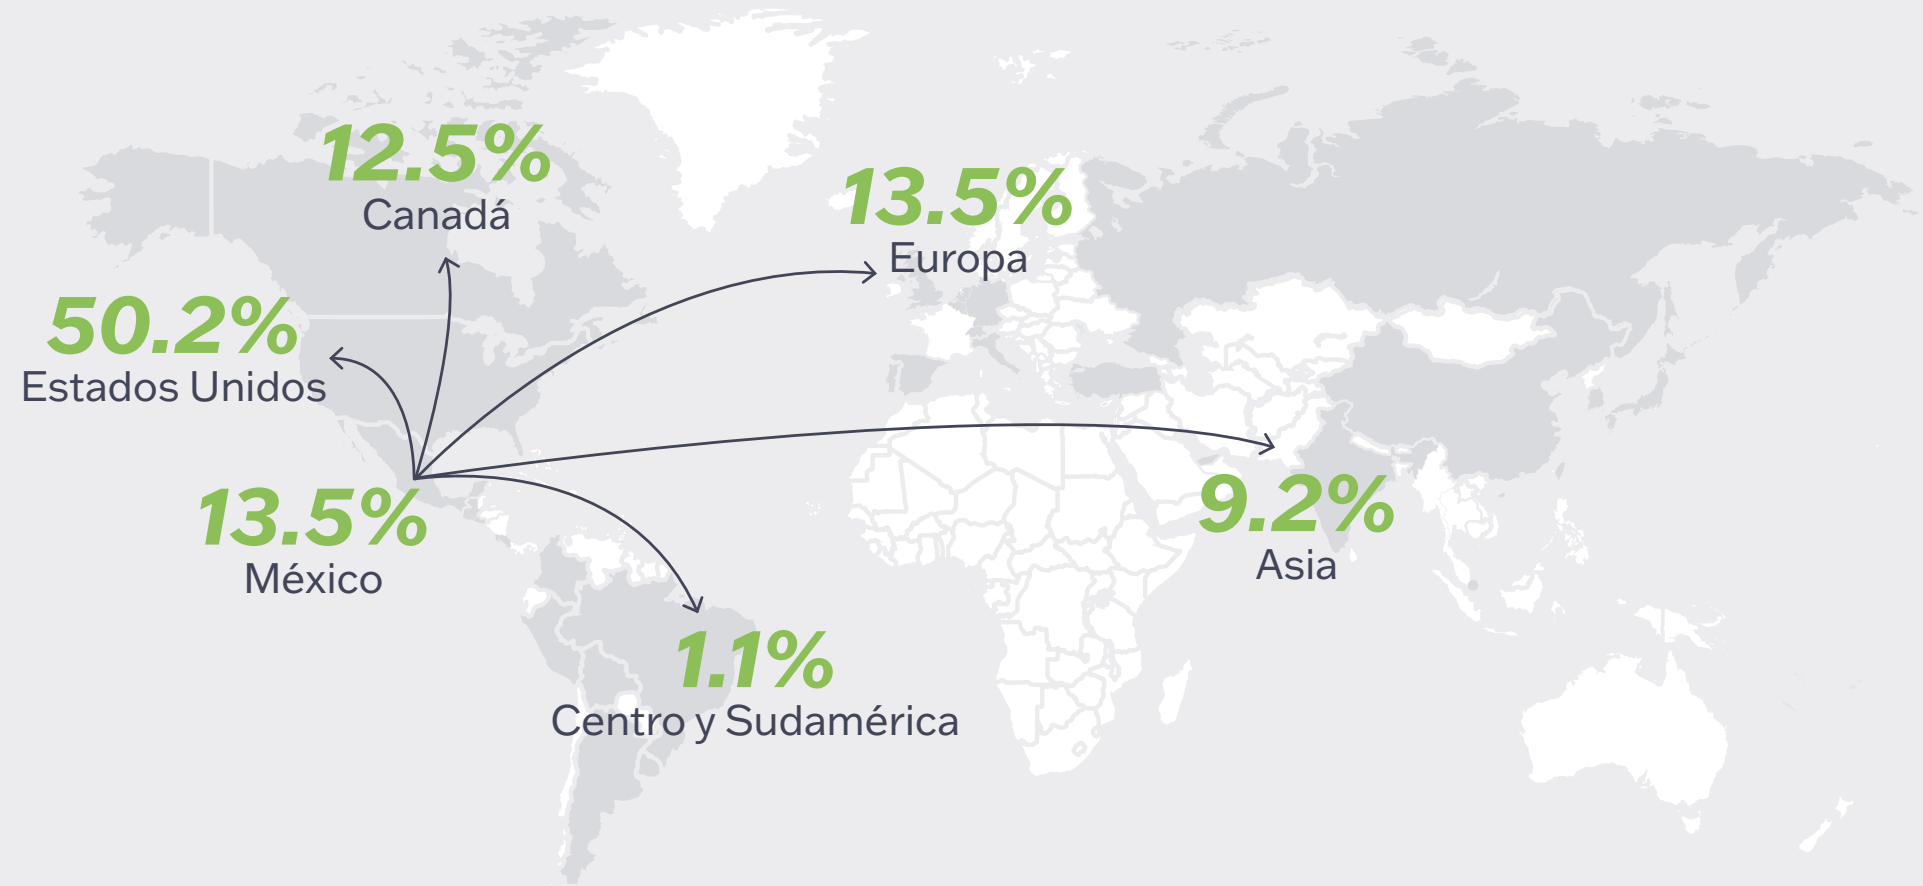 12.5%
Canadá
13.5%
Europa
50.2%
Estados Unidos
13.5%
México
9.2%
Asia
1.1%
Centro y Sudamérica